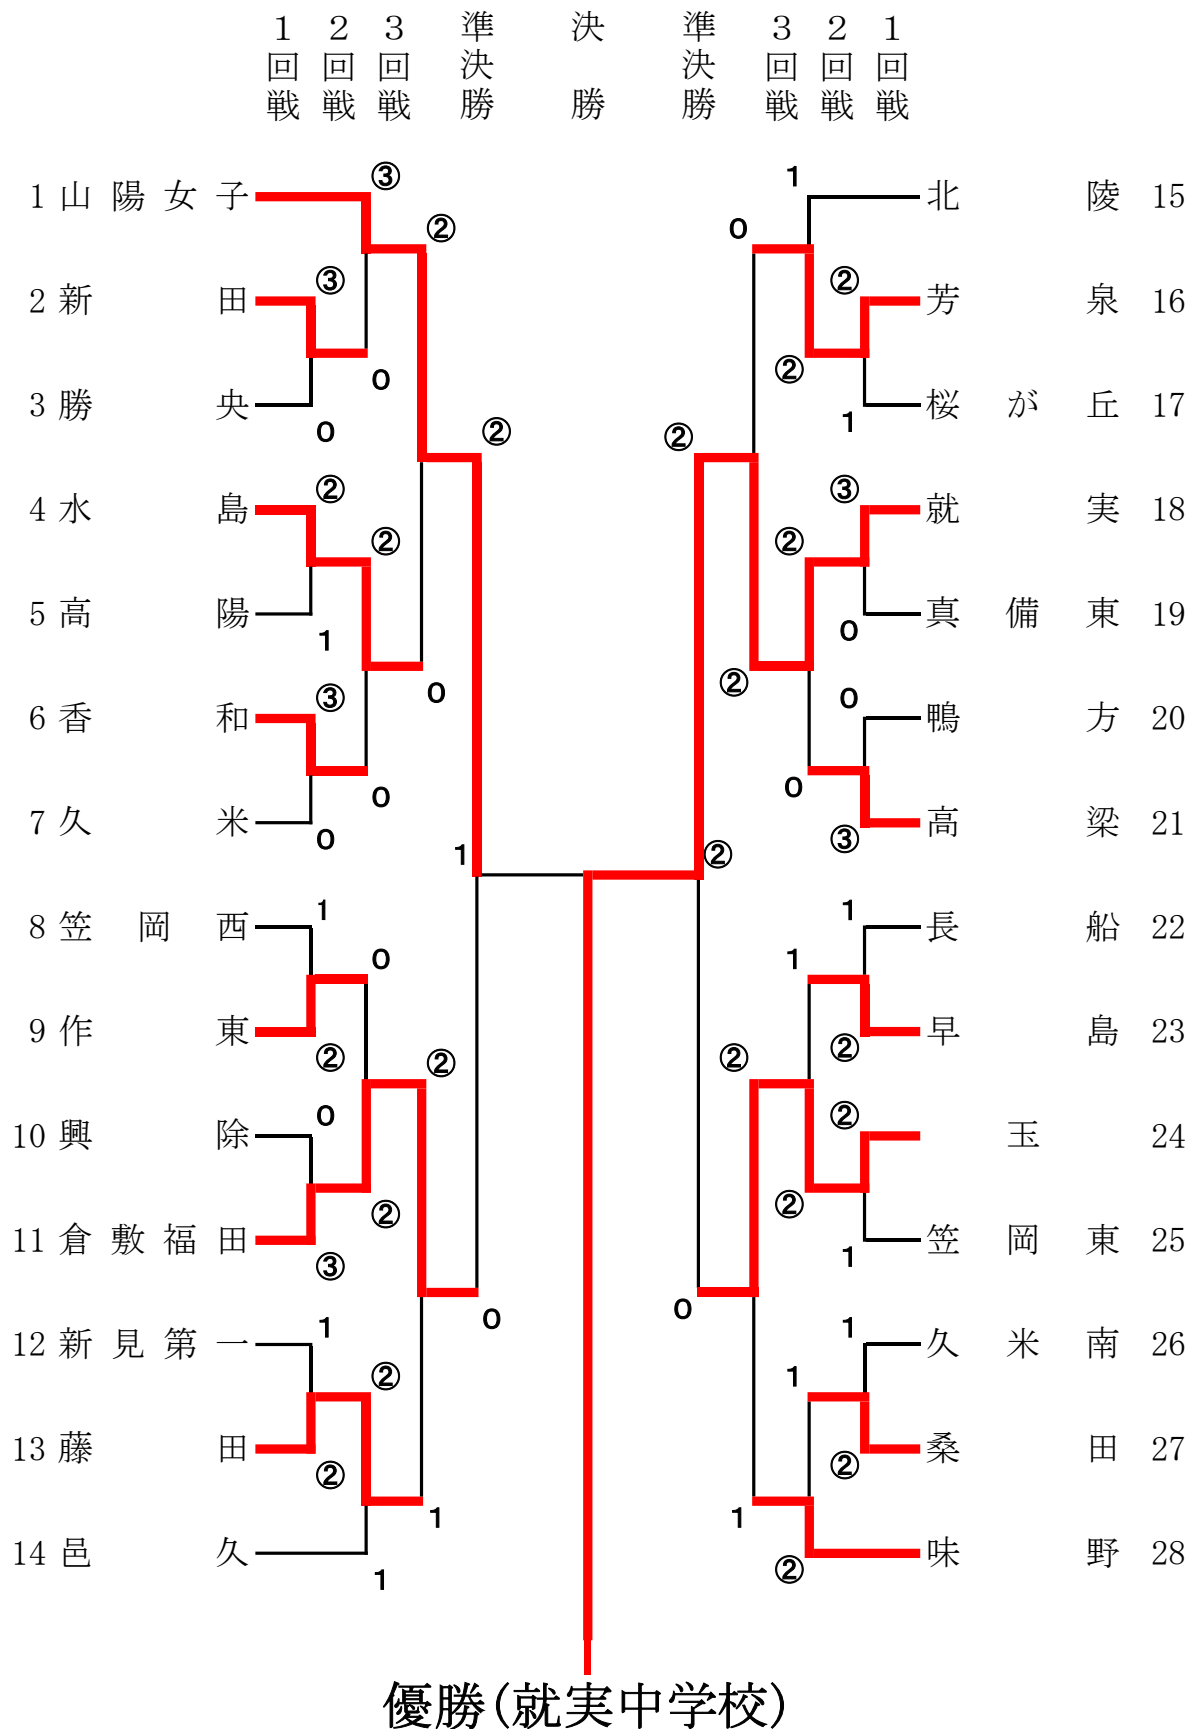 1回戦 2回戦 3回戦 準決勝 決勝 準決勝 3回戦 2回戦 1回戦
③ 1
1 山陽女子 北陵 15
② 0
③ ②
2 新田 芳泉 16
0 ②
3 勝央 桜が丘 17
0 1
② ②
② ③
4 水島 就実 18
② ②
5 高陽 真備東 19
1 0
0 ②
③ 0
6 香和 鴨方 20
0 0
7 久米 高梁 21
0 ③
1 ②
1 1
8 笠岡西 長船 22
0 1
9 作東 早島 23
② ②
② ②
0 ②
10 興除 玉 24
② ②
11 倉敷福田 笠岡東 25
③ 1
0 0
1 1
12 新見第一 久米南 26
② 1
13 藤田 桑田 27
② ②
1 1
14 邑久 味野 28
1 ②
優勝(就実中学校)